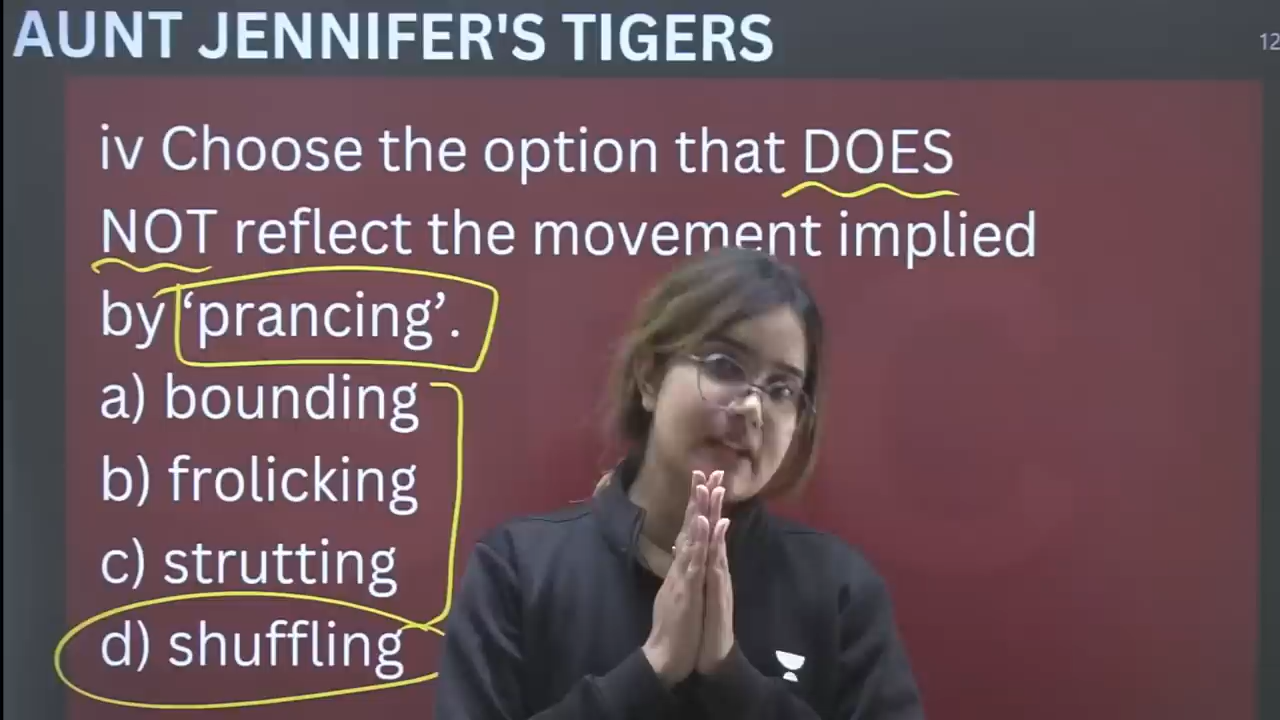 AUNT JENNIFER'S TIGERS
12
iv Choose the option that DOES
NOT reflect the movement implied
by ‘prancing’.
a) bounding
b) frolicking
c) strutting
d) shuffling